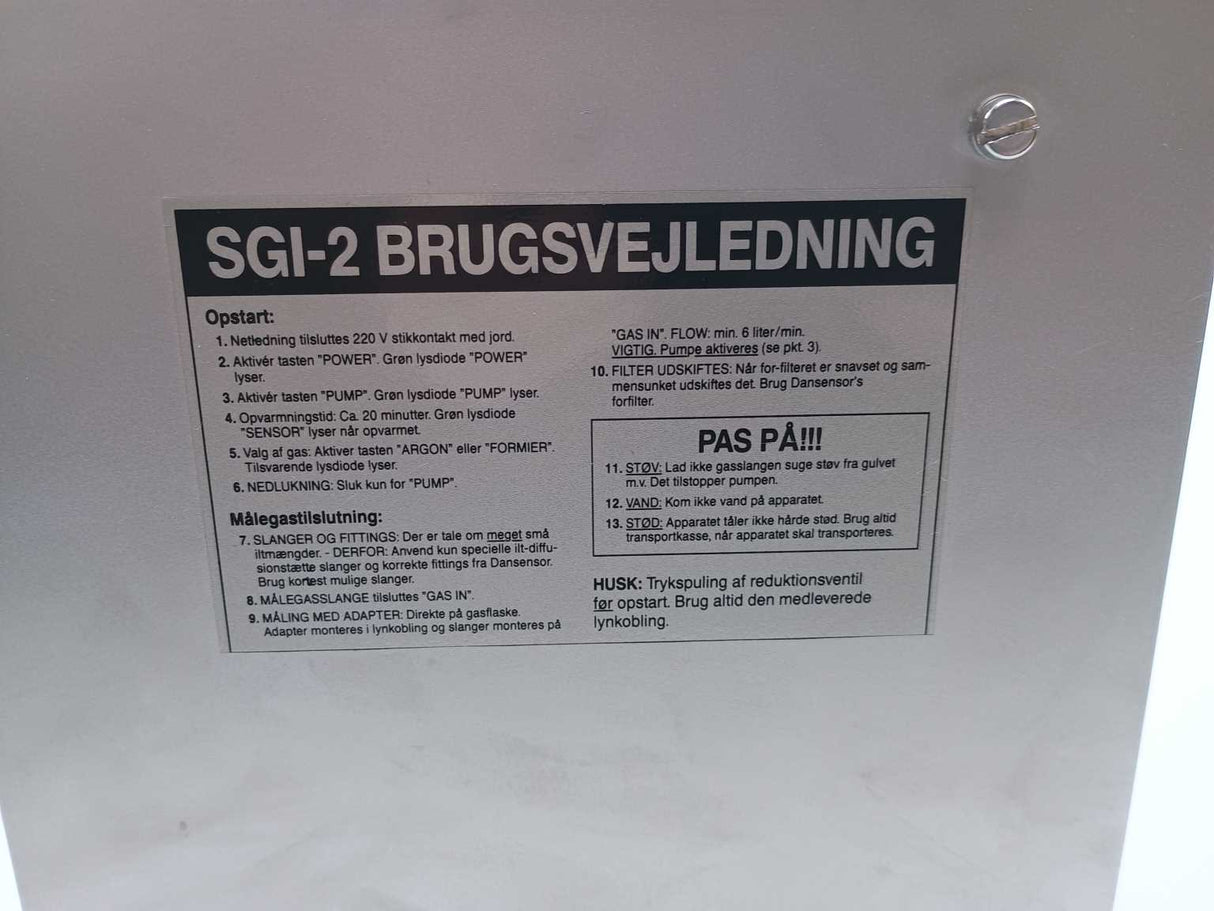 SGI-2 BRUGSVEJLEDNING
Opstart:
1. Netledning tilsluttes 220 V stikkontakt med jord.
2. Aktivér tasten "POWER". Grøn lysdiode "POWER"
lyser.
3. Aktivér tasten "PUMP". Grøn lysdiode "PUMP" lyser.
4. Opvarmningstid: Ca. 20 minutter. Grøn lysdiode
"SENSOR" lyser når opvarmet.
5. Valg af gas: Aktiver tasten "ARGON" eller "FORMIER".
Tilsvarende lysdiode lyser.
6. NEDLUKNING: Sluk kun for "PUMP".
Målegastilslutning:
7. SLANGER OG FITTINGS: Der er tale om meget små
iltmængder. - DERFOR: Anvend kun specielle ilt-diffu-
sionstætte slanger og korrekte fittings fra Dansensor.
Brug kortest mulige slanger.
8. MÅLEGASSLANGE tilsluttes "GAS IN".
9. MÅLING MED ADAPTER: Direkte på gasflaske.
Adapter monteres i lynkobling og slanger monteres på
"GAS IN". FLOW: min. 6 liter/min.
VIGTIG. Pumpe aktiveres (se pkt. 3).
10. FILTER UDSKIFTES: Når for-filteret er snavset og sam-
mensunket udskiftes det. Brug Dansensor's
forfilter.
PAS PÅ!!!
11. STØV: Lad ikke gasslangen suge støv fra gulvet
m.v. Det tilstopper pumpen.
12. VAND: Kom ikke vand på apparatet.
13. STØD: Apparatet tåler ikke hårde stød. Brug altid
transportkasse, når apparatet skal transporteres.
HUSK: Trykspuling af reduktionsventil
før opstart. Brug altid den medleverede
lynkobling.